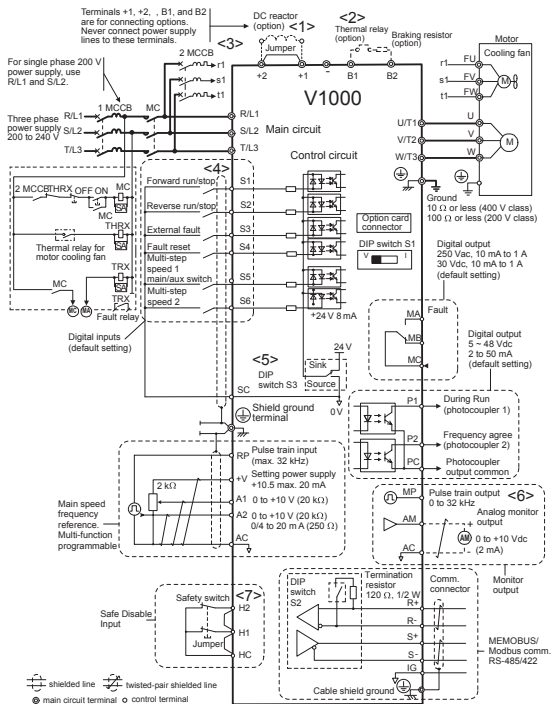 Terminals +1, +2, , B1, and B2
are for connecting options.
Never connect power supply
lines to these terminals.
DC reactor
(option)
<1>
Jumper
<2>
Thermal relay
(option)
Braking resistor
(option)
Motor
Cooling fan
r1
FU
s1
FV
t1
FW
M
<3>
2 MCCB
r1
s1
t1
+2
+1
-
B1
B2
V1000
For single phase 200 V
power supply, use
R/L1 and S/L2.
1 MCCB
MC
R/L1
S/L2
T/L3
Three phase
power supply
200 to 240 V
R/L1
S/L2
T/L3
Main circuit
Control circuit
U/T1
V/T2
W/T3
U
V
W
M
Ground
10 Ω or less (400 V class)
100 Ω or less (200 V class)
<4>
Forward run/stop
S1
Reverse run/stop
S2
External fault
S3
Fault reset
S4
Multi-step
speed 1
main/aux switch
S5
Multi-step
speed 2
S6
+24 V 8 mA
2 MCCB
THRX
OFF
ON
MC
SA
THRX
SA
Thermal relay for
motor cooling fan
TRX
MC
MC
MA
TRX
Fault relay
Digital inputs
(default setting)
Option card
connector
DIP switch S1
V
I
Digital output
250 Vac, 10 mA to 1 A
30 Vdc, 10 mA to 1 A
(default setting)
Fault
MA
MB
MC
Digital output
5 ~ 48 Vdc
2 to 50 mA
(default setting)
<5>
DIP
switch S3
24 V
Sink
Source
0 V
SC
Shield ground
terminal
P1
During Run
(photocoupler 1)
P2
Frequency agree
(photocoupler 2)
PC
Photocoupler
output common
RP
Pulse train input
(max. 32 kHz)
+V
Setting power supply
+10.5 max. 20 mA
2 kΩ
A1
0 to +10 V (20 kΩ)
A2
0 to +10 V (20 kΩ)
0/4 to 20 mA (250 Ω)
AC
Main speed
frequency
reference.
Multi-function
programmable
MP
Pulse train output
0 to 32 kHz
<6>
Analog monitor
output
AM
+
AM
0 to +10 Vdc
(2 mA)
-
AC
Monitor
output
<7>
Safety switch
H2
H1
Jumper
HC
Safe Disable
Input
DIP
switch
S2
Termination
resistor
120 Ω, 1/2 W
Comm.
connector
R+
R-
S+
S-
IG
MEMOBUS/
Modbus comm.
RS-485/422
Cable shield ground
shielded line
twisted-pair shielded line
main circuit terminal
control terminal